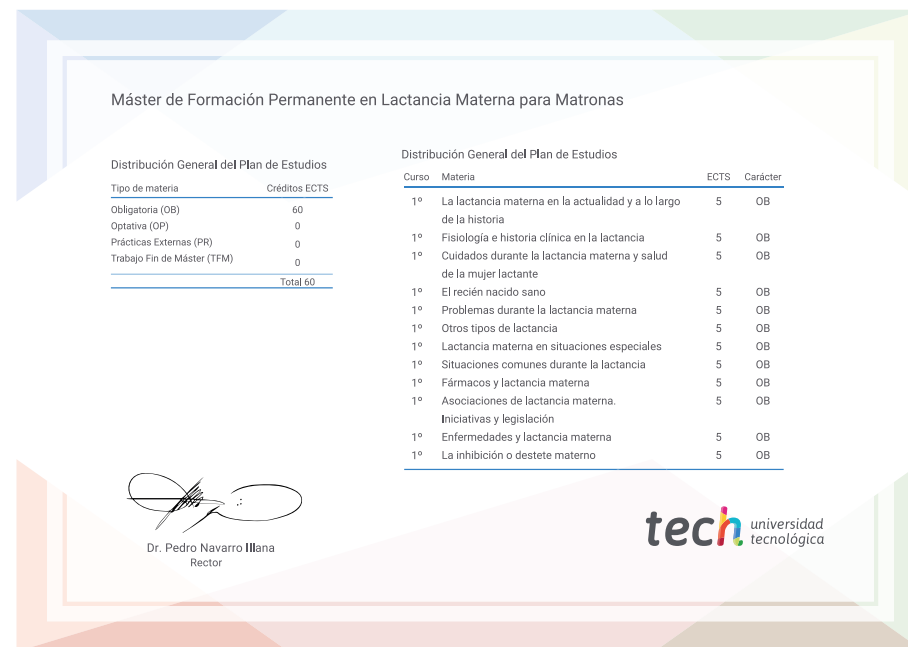 Máster de Formación Permanente en Lactancia Materna para Matronas
Distribución General del Plan de Estudios
Tipo de materia Créditos ECTS
Obligatoria (OB) 60
Optativa (OP) 0
Prácticas Externas (PR) 0
Trabajo Fin de Máster (TFM) 0
Total 60
Distribución General del Plan de Estudios
Curso Materia ECTS Carácter
1º La lactancia materna en la actualidad y a lo largo 5 OB
de la historia
1º Fisiología e historia clínica en la lactancia 5 OB
1º Cuidados durante la lactancia materna y salud 5 OB
de la mujer lactante
1º El recién nacido sano 5 OB
1º Problemas durante la lactancia materna 5 OB
1º Otros tipos de lactancia 5 OB
1º Lactancia materna en situaciones especiales 5 OB
1º Situaciones comunes durante la lactancia 5 OB
1º Fármacos y lactancia materna 5 OB
1º Asociaciones de lactancia materna. 5 OB
Iniciativas y legislación
1º Enfermedades y lactancia materna 5 OB
1º La inhibición o destete materno 5 OB
Dr. Pedro Navarro Illana
Rector
tech universidad
tecnológica